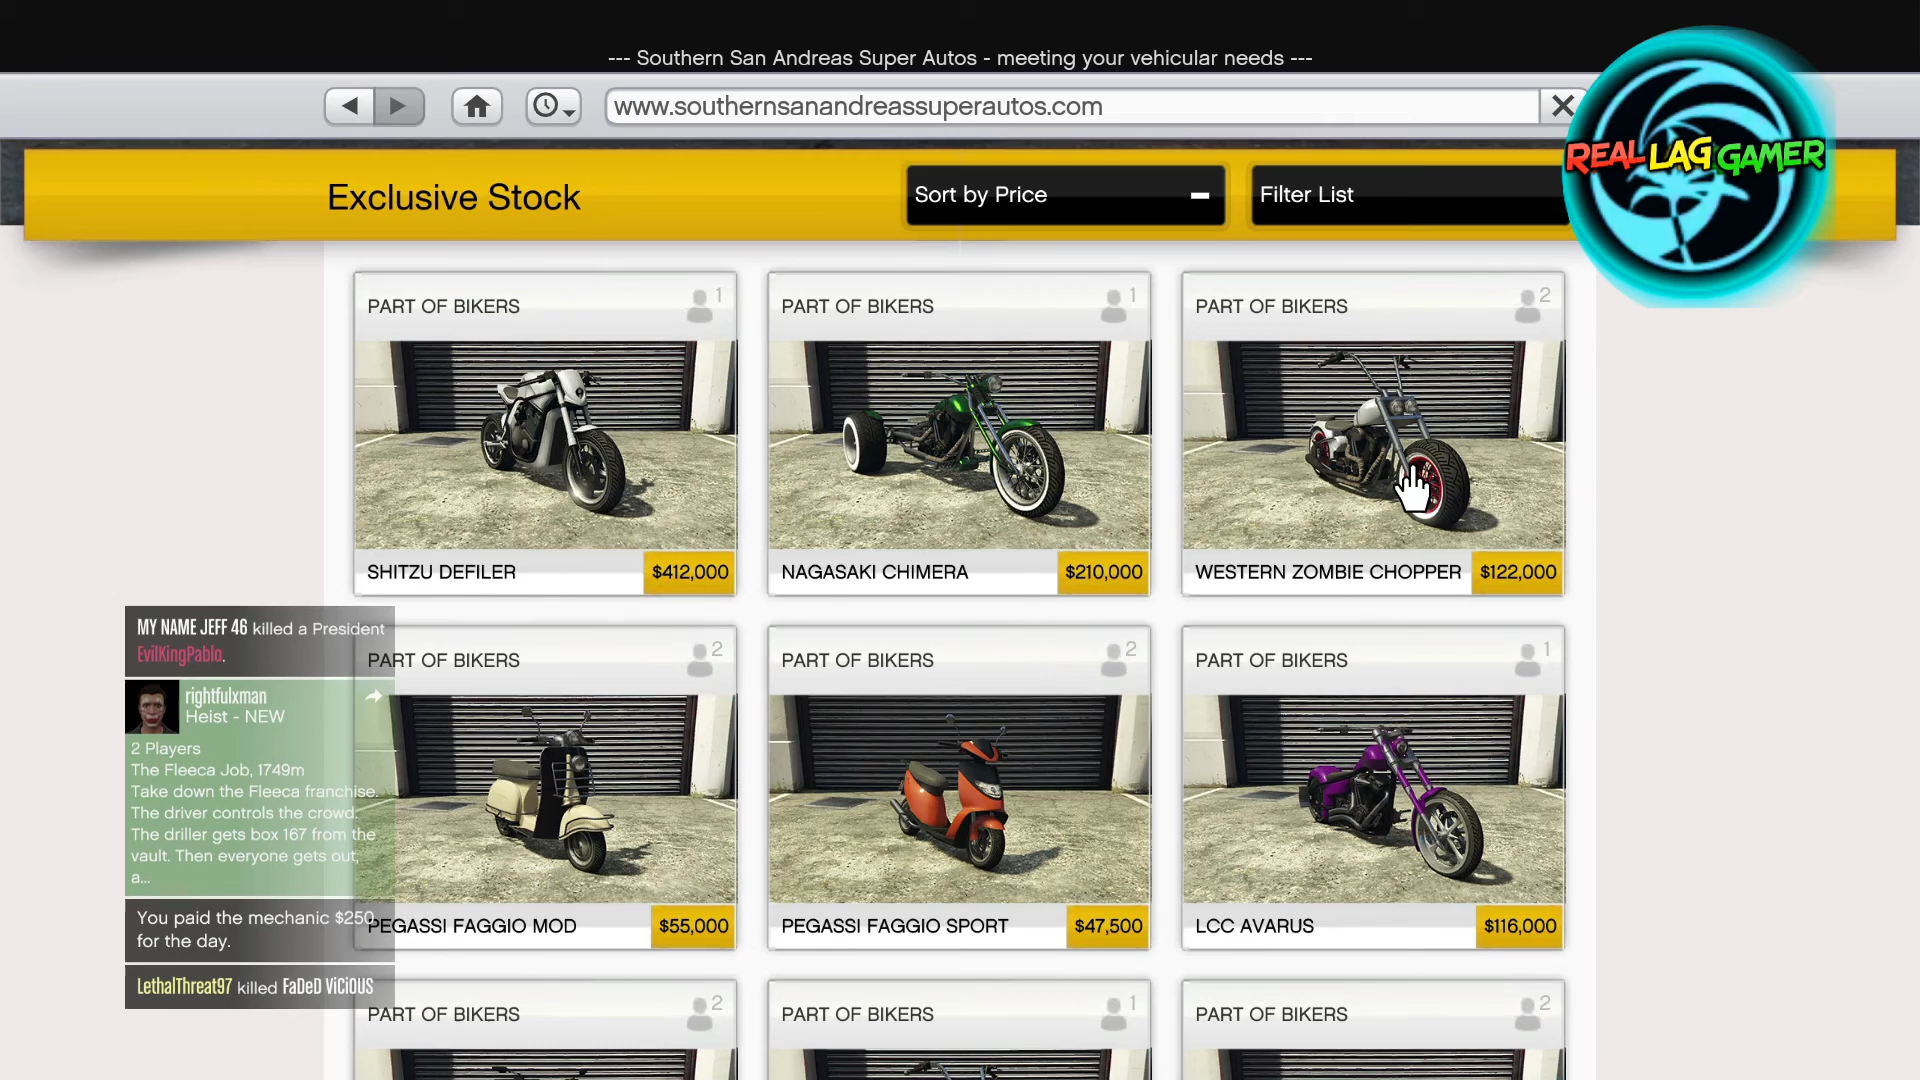 --- Southern San Andreas Super Autos - meeting your vehicular needs ---
www.southernsanandreassuperautos.com
REAL LAG GAMER
Exclusive Stock
Sort by Price
Filter List
PART OF BIKERS
1
PART OF BIKERS
1
PART OF BIKERS
2
SHITZU DEFILER
$412,000
NAGASAKI CHIMERA
$210,000
WESTERN ZOMBIE CHOPPER
$122,000
MY NAME JEFF 46 killed a President
EvilKingPablo.
rightfulxman
Heist - NEW
2 Players
The Fleeca Job, 1749m
Take down the Fleeca franchise.
The driver controls the crowd.
The driller gets box 167 from the
vault. Then everyone gets out,
a...
You paid the mechanic $250
for the day.
LethalThreat97 killed FaDeD ViCiOUS
PART OF BIKERS
2
PART OF BIKERS
2
PART OF BIKERS
1
PEGASSI FAGGIO MOD
$55,000
PEGASSI FAGGIO SPORT
$47,500
LCC AVARUS
$116,000
PART OF BIKERS
2
PART OF BIKERS
1
PART OF BIKERS
2